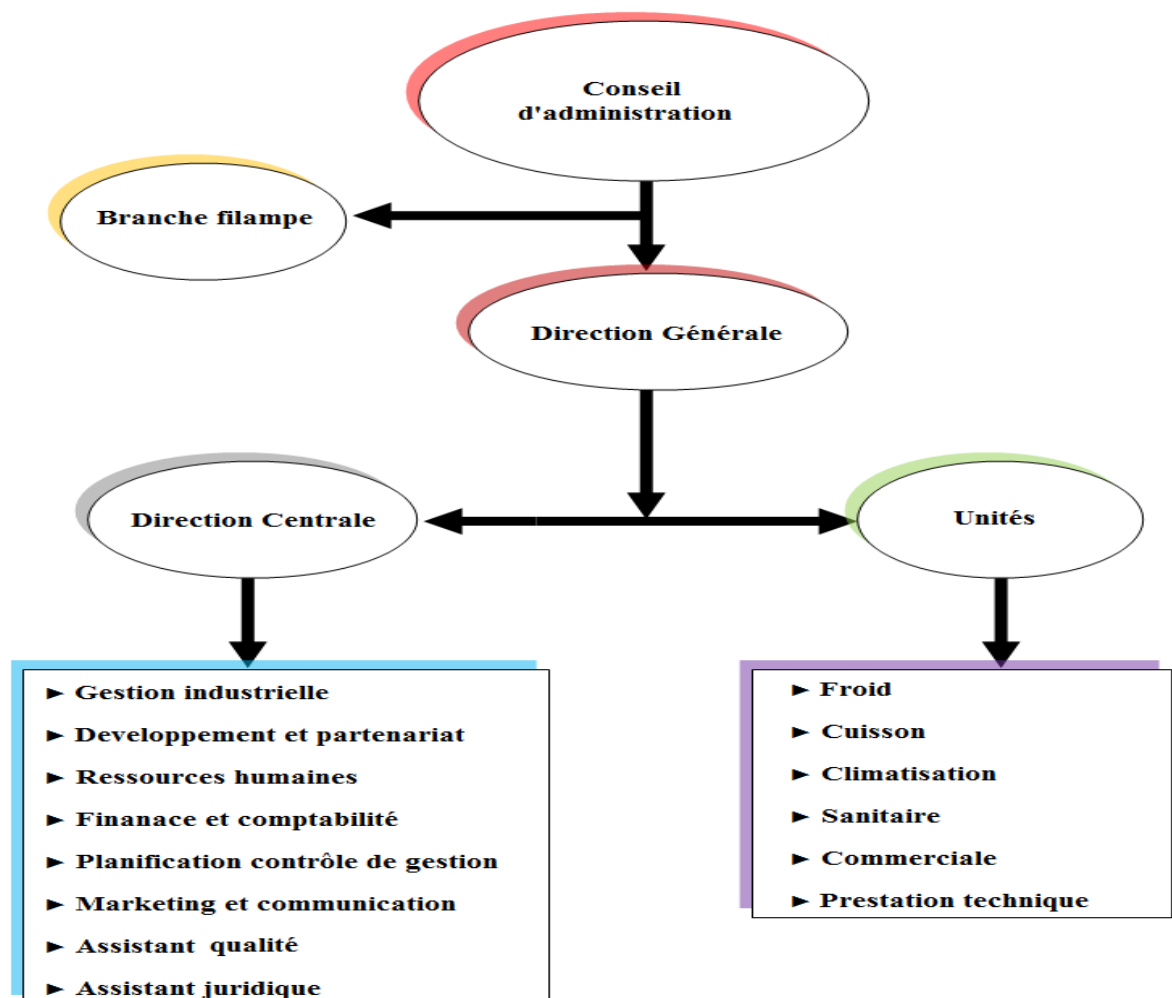 Conseil
d'administration
Branche filampe
Direction Générale
Direction Centrale
Unités
► Gestion industrielle
► Developpement et partenariat
► Ressources humaines
► Finanace et comptabilité
► Planification contrôle de gestion
► Marketing et communication
► Assistant qualité
► Assistant juridique
► Froid
► Cuisson
► Climatisation
► Sanitaire
► Commerciale
► Prestation technique